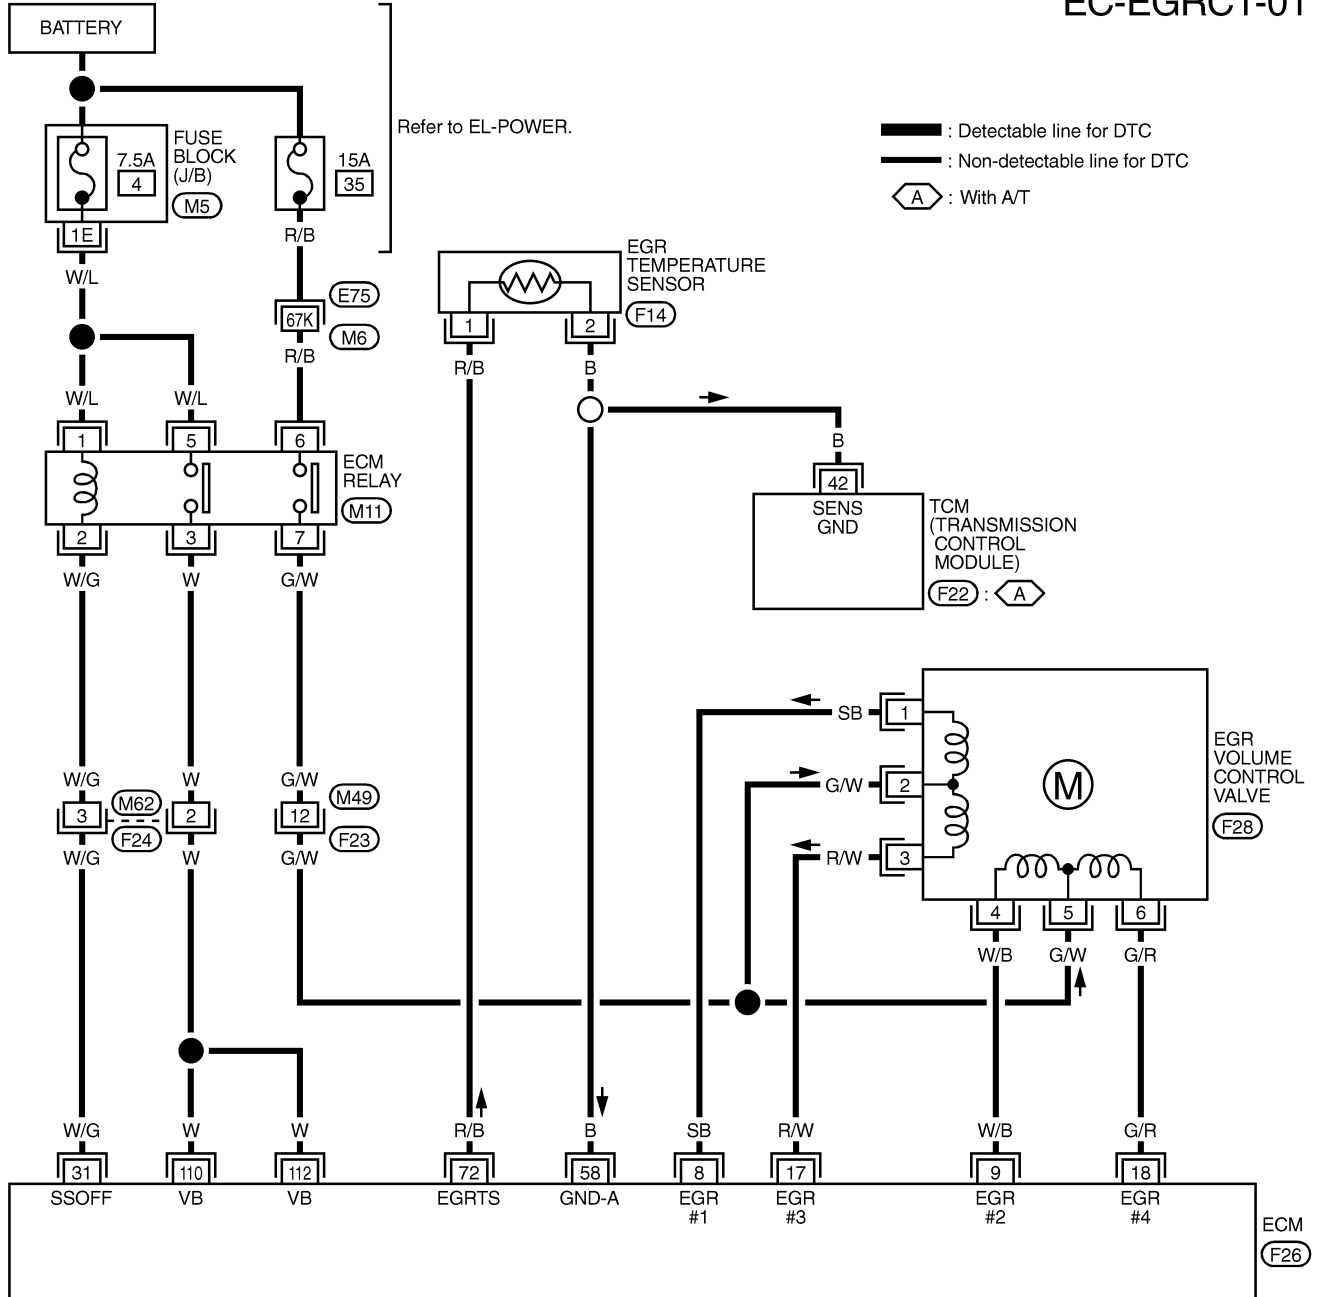 EC-EGRC1-01
BATTERY
Refer to EL-POWER.
: Detectable line for DTC
: Non-detectable line for DTC
A : With A/T
FUSE
BLOCK
(J/B)
M5
7.5A
4
15A
35
1E
R/B
W/L
E75
67K
M6
R/B
EGR
TEMPERATURE
SENSOR
F14
1 2
R/B B
W/L W/L
1 5 6
ECM
RELAY
M11
2 3 7
W/G W G/W
B
42
SENS
GND
TCM
(TRANSMISSION
CONTROL
MODULE)
F22 : A
SB 1
G/W 2
R/W 3
M
EGR
VOLUME
CONTROL
VALVE
F28
W/G W G/W
3 M62 2 12 M49
F24 F23
W/G W G/W
4 5 6
W/B G/W G/R
W/G W W R/B B SB R/W W/B G/R
31 110 112 72 58 8 17 9 18
SSOFF VB VB EGRTS GND-A EGR EGR EGR EGR
#1 #3 #2 #4
ECM
F26